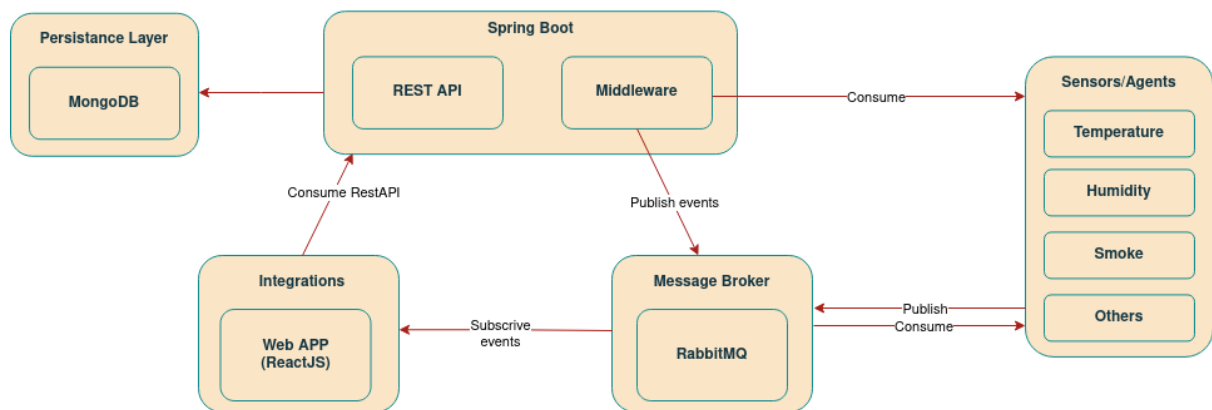 Persistance Layer
MongoDB
Spring Boot
REST API
Middleware
Consume
Sensors/Agents
Temperature
Humidity
Smoke
Others
Consume RestAPI
Publish events
Integrations
Web APP
(ReactJS)
Subscrive
events
Message Broker
RabbitMQ
Publish
Consume